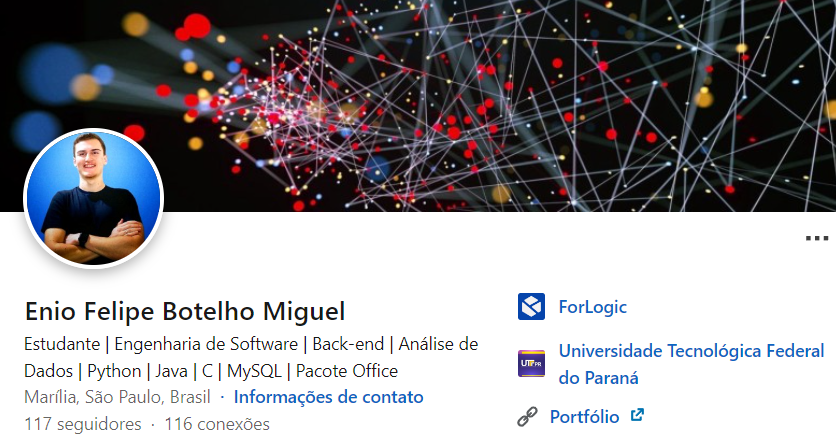 Enio Felipe Botelho Miguel
Estudante | Engenharia de Software | Back-end | Análise de
Dados | Python | Java | C | MySQL | Pacote Office
Marília, São Paulo, Brasil · Informações de contato
117 seguidores · 116 conexões
ForLogic
UTFPR
Universidade Tecnológica Federal
do Paraná
Portfólio